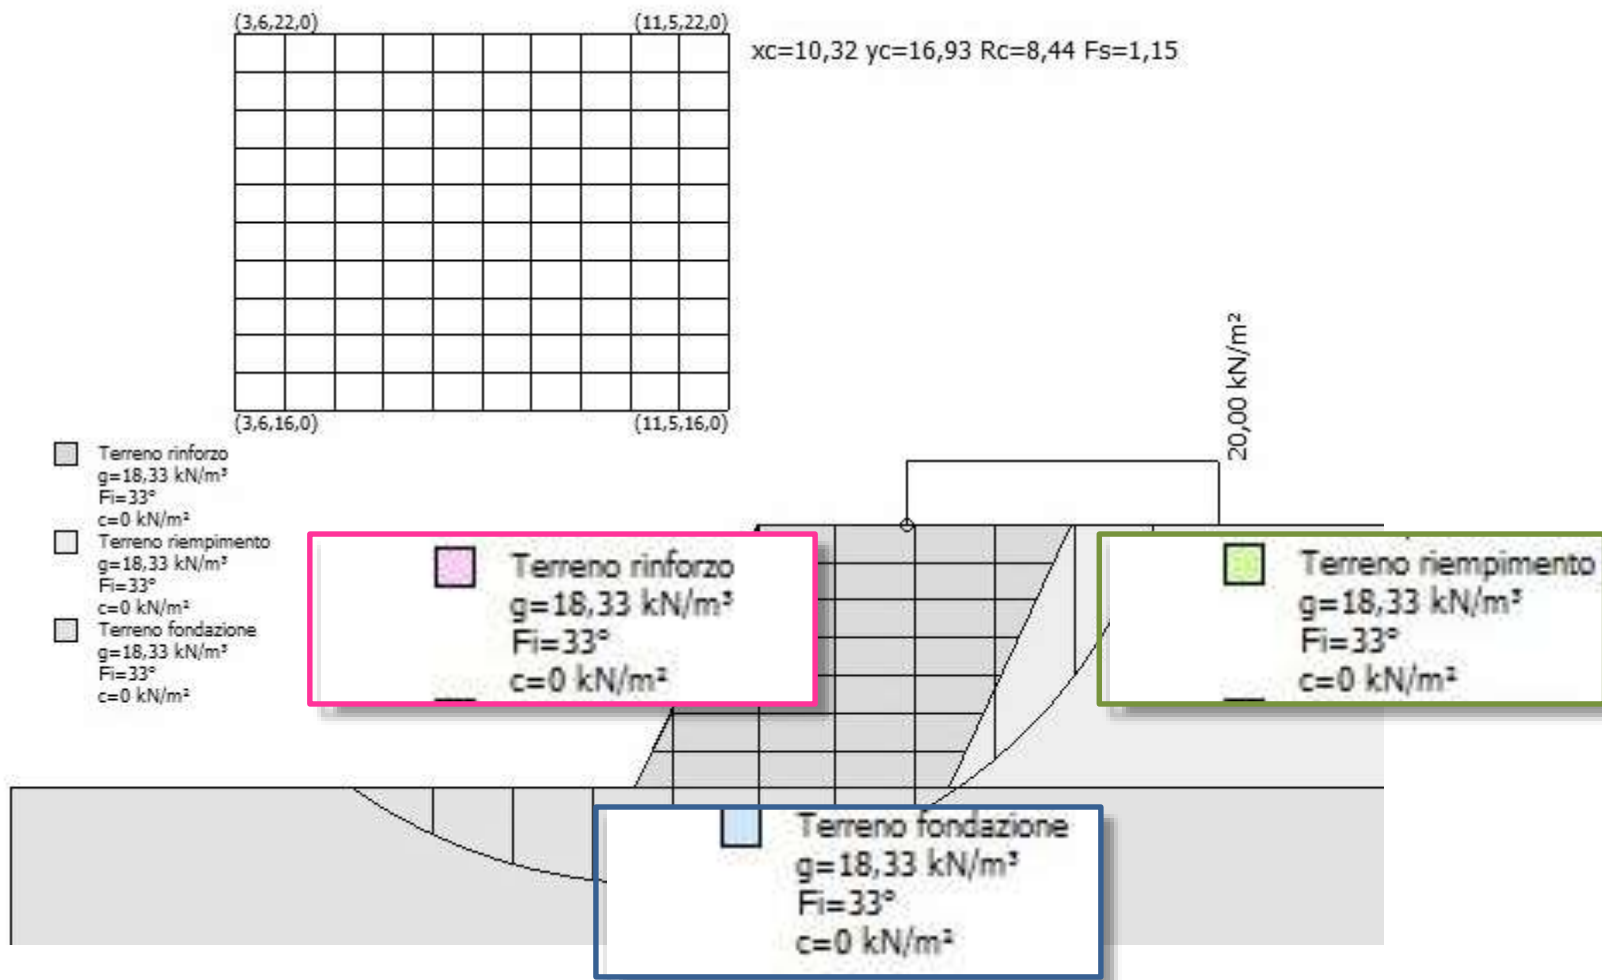 (3,6,22,0)
(11,5,22,0)
xc=10,32 yc=16,93 Rc=8,44 Fs=1,15
(3,6,16,0)
(11,5,16,0)
20,00 kN/m²
Terreno rinforzo
g=18,33 kN/m³
Fi=33°
c=0 kN/m²
Terreno riempimento
g=18,33 kN/m³
Fi=33°
c=0 kN/m²
Terreno fondazione
g=18,33 kN/m³
Fi=33°
c=0 kN/m²
Terreno rinforzo
g=18,33 kN/m³
Fi=33°
c=0 kN/m²
Terreno riempimento
g=18,33 kN/m³
Fi=33°
c=0 kN/m²
Terreno fondazione
g=18,33 kN/m³
Fi=33°
c=0 kN/m²